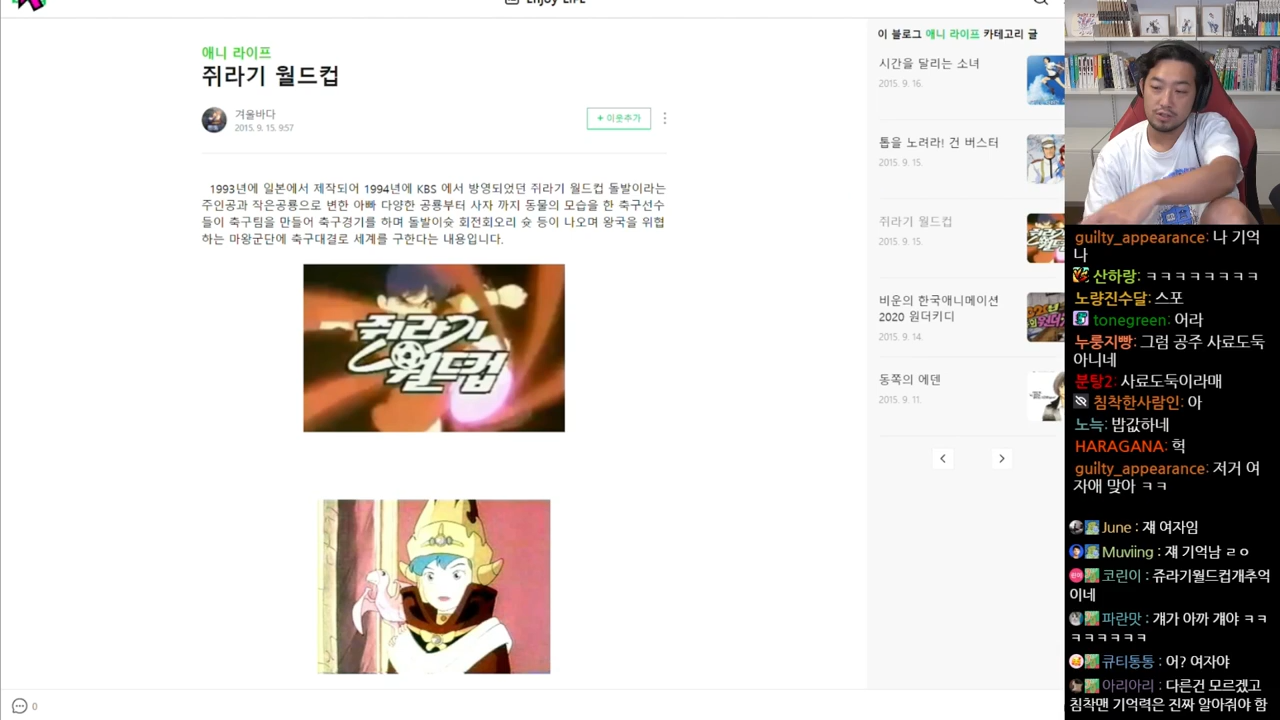 Enjoy LIFE
애니 라이프
쥐라기 월드컵
겨울바다
2015. 9. 15. 9:57
+ 이웃추가
1993년에 일본에서 제작되어 1994년에 KBS 에서 방영되었던 쥐라기 월드컵 돌발이라는
주인공과 작은공룡으로 변한 아빠 다양한 공룡부터 사자 까지 동물의 모습을 한 축구선수
들이 축구팀을 만들어 축구경기를 하며 돌발이슛 회전회오리 슛 등이 나오며 왕국을 위협
하는 마왕군단에 축구대결로 세계를 구한다는 내용입니다.
쥐라기
월드컵
0
이 블로그 애니 라이프 카테고리 글
시간을 달리는 소녀
2015. 9. 16.
톱을 노려라! 건 버스터
2015. 9. 15.
쥐라기 월드컵
2015. 9. 15.
비운의 한국애니메이션
2020 원더키디
2015. 9. 14.
동쪽의 에덴
2015. 9. 11.
guilty_appearance: 나 기억
나
산하랑: ㅋㅋㅋㅋㅋㅋㅋㅋ
노량진수달: 스포
tonegreen: 어라
누룽지빵: 그럼 공주 사료도둑
아니네
분탕2: 사료도둑이라매
침착한사람인: 아
노늑: 밥값하네
HARAGANA: 헉
guilty_appearance: 저거 여
자애 맞아 ㅋㅋ
June : 쟤 여자임
Muviing : 쟤 기억남 ㄹㅇ
코린이 : 쥬라기월드컵개추억
이네
파란맛 : 걔가 아까 걔야 ㅋㅋ
ㅋㅋㅋㅋㅋㅋ
큐티통통 : 어? 여자야
아리아리 : 다른건 모르겠고
침착맨 기억력은 진짜 알아줘야 함